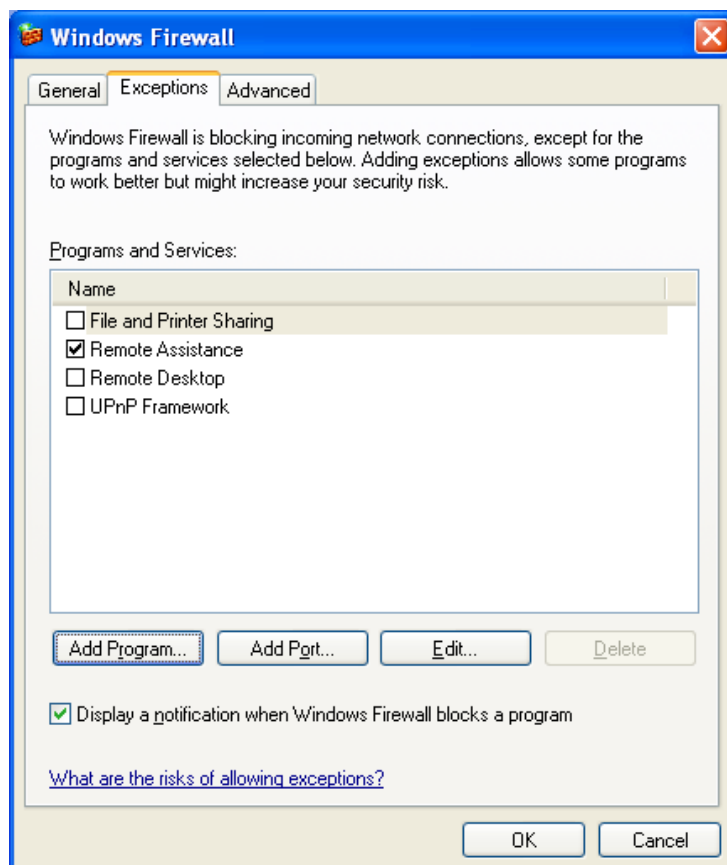 Windows Firewall
General
Exceptions
Advanced
Windows Firewall is blocking incoming network connections, except for the
programs and services selected below. Adding exceptions allows some programs
to work better but might increase your security risk.
Programs and Services:
Name
File and Printer Sharing
Remote Assistance
Remote Desktop
UPnP Framework
Add Program...
Add Port...
Edit...
Delete
Display a notification when Windows Firewall blocks a program
What are the risks of allowing exceptions?
OK
Cancel